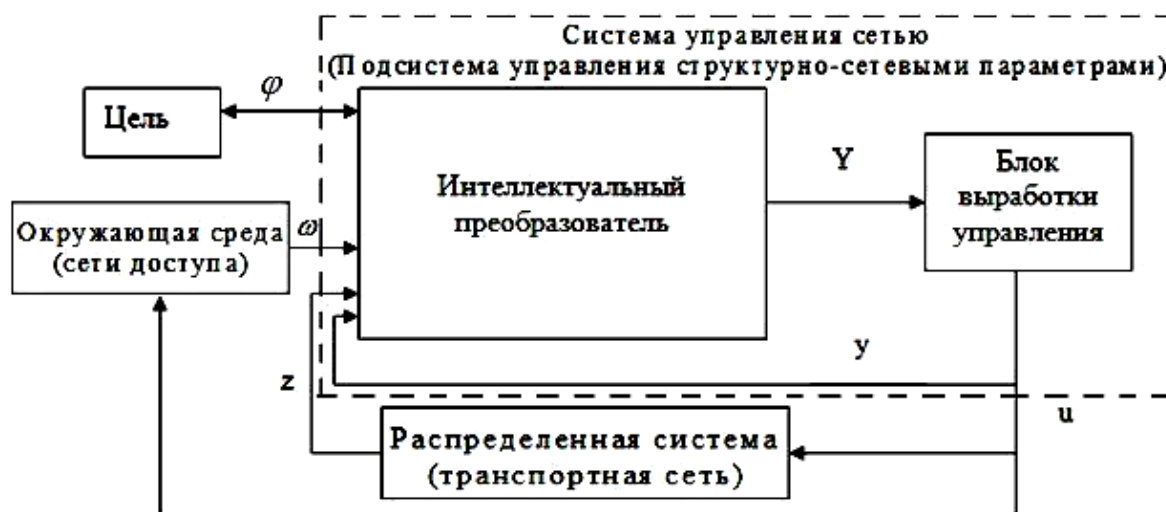 Система управления сетью
(Подсистема управления структурно-сетевыми параметрами)
φ
Цель
Интеллектуальный
преобразователь
Y
Блок
выработки
управления
Окружающая среда
(сети доступа)
ω
y
z
u
Распределенная система
(транспортная сеть)